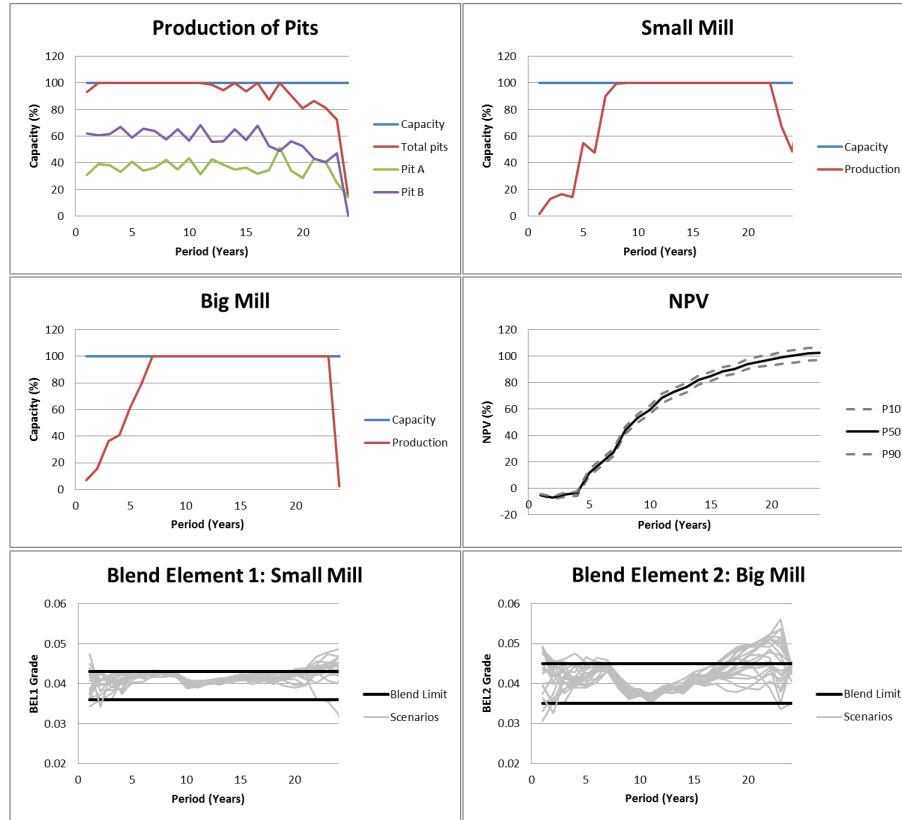 Production of Pits
120
100
80
60
40
20
0
Capacity (%)
0 5 10 15 20
Period (Years)
Capacity
Total pits
Pit A
Pit B
Small Mill
120
100
80
60
40
20
0
Capacity (%)
0 5 10 15 20
Period (Years)
Capacity
Production
Big Mill
120
100
80
60
40
20
0
Capacity (%)
0 5 10 15 20
Period (Years)
Capacity
Production
NPV
120
100
80
60
40
20
0
-20
NPV (%)
0 5 10 15 20
Period (Years)
P10
P50
P90
Blend Element 1: Small Mill
0.06
0.05
0.04
0.03
0.02
BEL1 Grade
0 5 10 15 20
Period (Years)
Blend Limit
Scenarios
Blend Element 2: Big Mill
0.06
0.05
0.04
0.03
0.02
BEL2 Grade
0 5 10 15 20
Period (Years)
Blend Limit
Scenarios